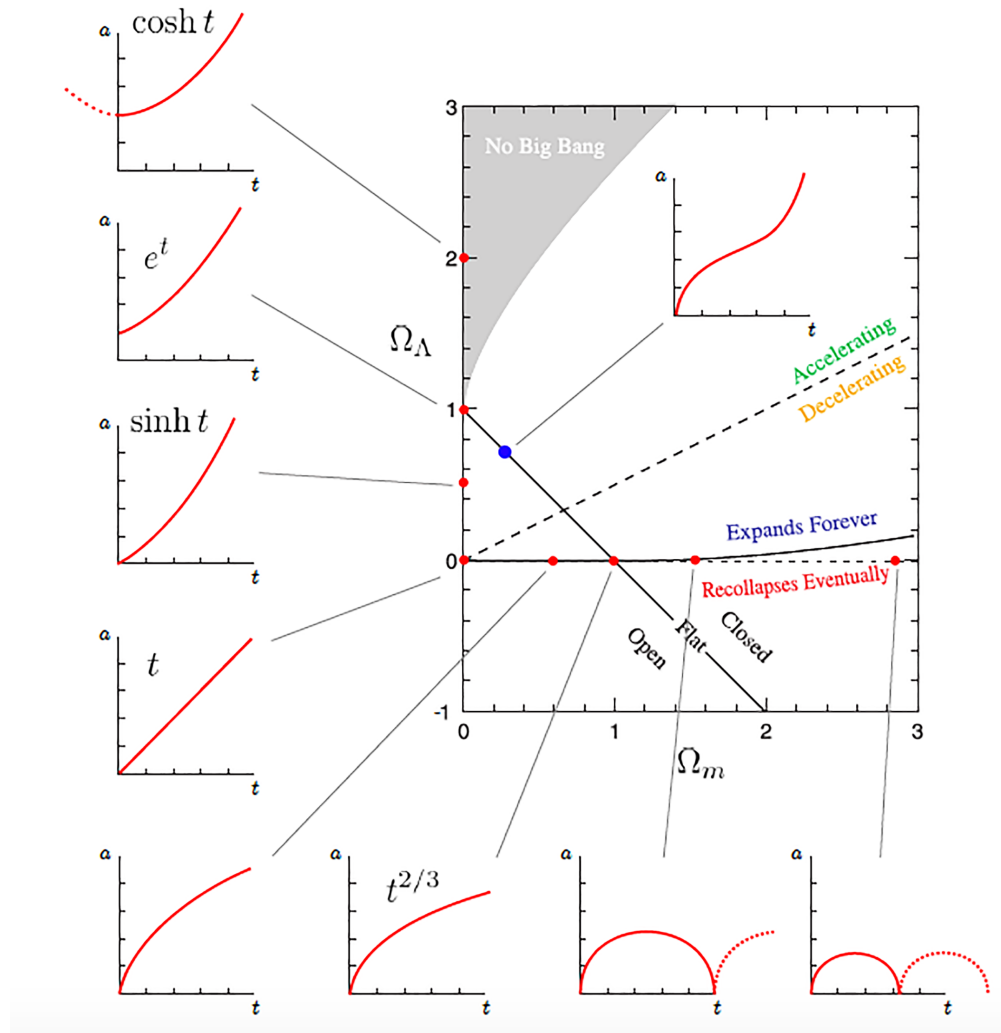 cosh t
a
t
a
e^t
t
a
sinh t
t
a
t
t
3
2
1
0
-1
Ω_Λ
No Big Bang
a
t
Accelerating
Decelerating
Expands Forever
Recollapses Eventually
Open
Flat
Closed
0
1
2
3
Ω_m
a
t
a
t^{2/3}
t
a
t
a
t